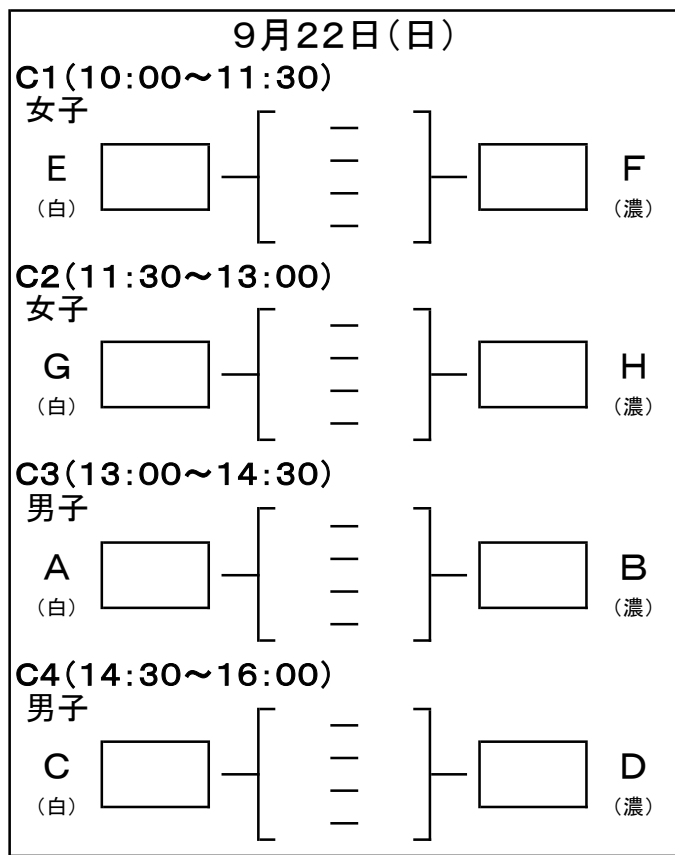 9月22日(日)
C1(10:00~11:30)
女子
E F
(白) (濃)
C2(11:30~13:00)
女子
G H
(白) (濃)
C3(13:00~14:30)
男子
A B
(白) (濃)
C4(14:30~16:00)
男子
C D
(白) (濃)